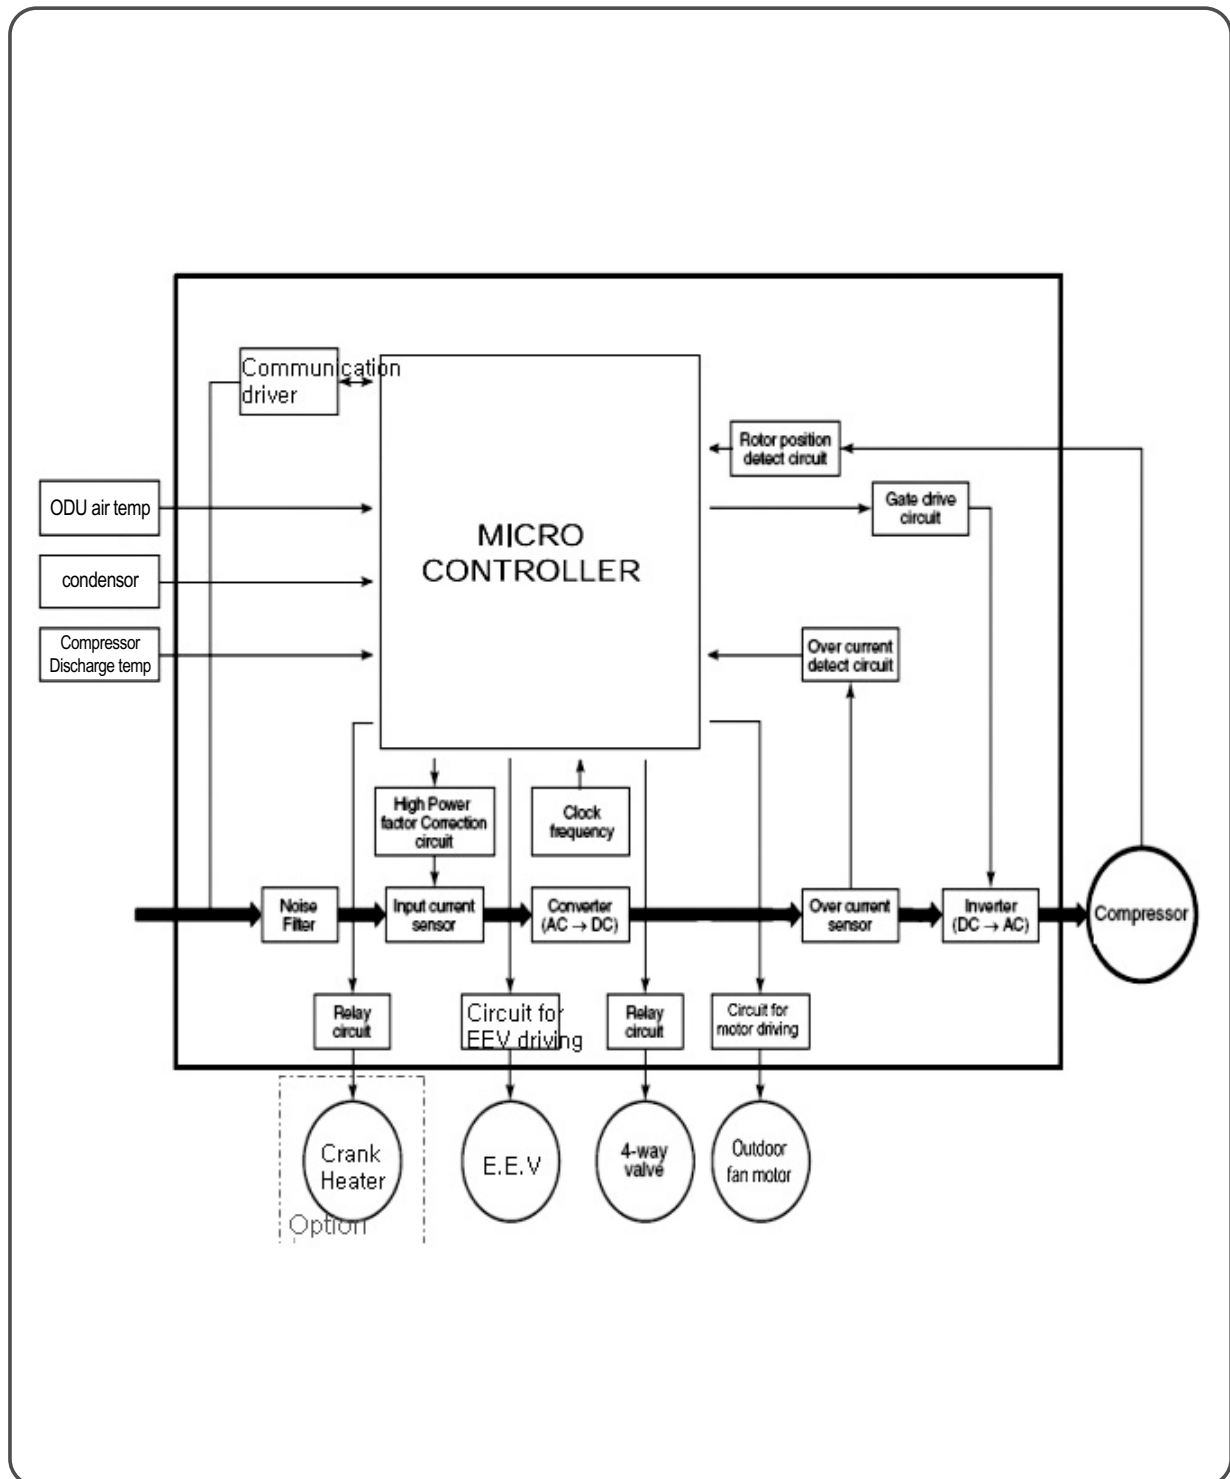 Communication
driver
Rotor position
detect circuit
ODU air temp
Gate drive
circuit
MICRO
CONTROLLER
condensor
Compressor
Discharge temp
Over current
detect circuit
High Power
factor Correction
circuit
Clock
frequency
Noise
Filter
Input current
sensor
Converter
(AC → DC)
Over current
sensor
Inverter
(DC → AC)
Compressor
Relay
circuit
Circuit for
EEV driving
Relay
circuit
Circuit for
motor driving
Crank
Heater
E.E.V
4-way
valve
Outdoor
fan motor
Option